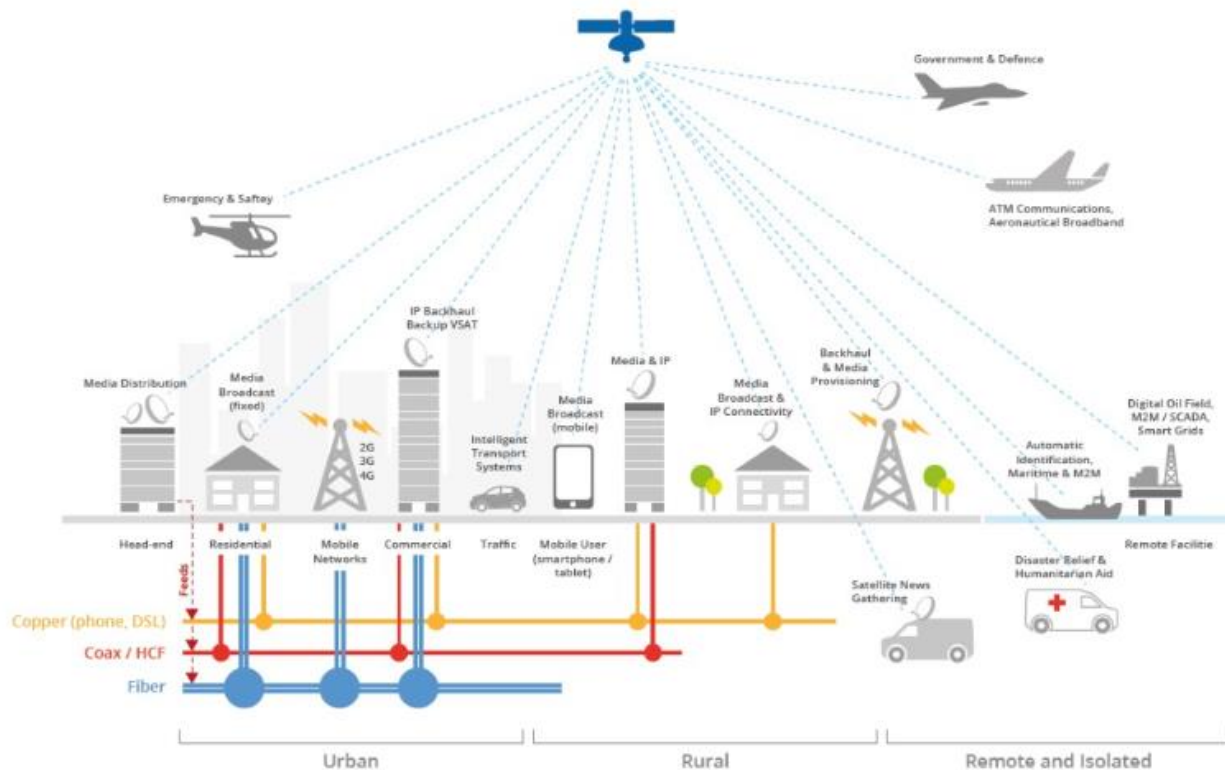 Government & Defence
ATM Communications,
Aeronautical Broadband
Emergency & Saftey
IP Backhaul
Backup VSAT
Media Distribution
Media
Broadcast
(fixed)
2G
3G
4G
Intelligent
Transport
Systems
Media
Broadcast
(mobile)
Media & IP
Media
Broadcast &
IP Connectivity
Backhaul
& Media
Provisioning
Automatic
Identification,
Maritime & M2M
Digital Oil Field,
M2M / SCADA,
Smart Grids
Head-end
Residential
Mobile
Networks
Commercial
Traffic
Mobile User
(smartphone /
tablet)
Remote Facilitie
Satellite News
Gathering
Disaster Relief &
Humanitarian Aid
Feeds
Copper (phone, DSL)
Coax / HCF
Fiber
Urban
Rural
Remote and Isolated